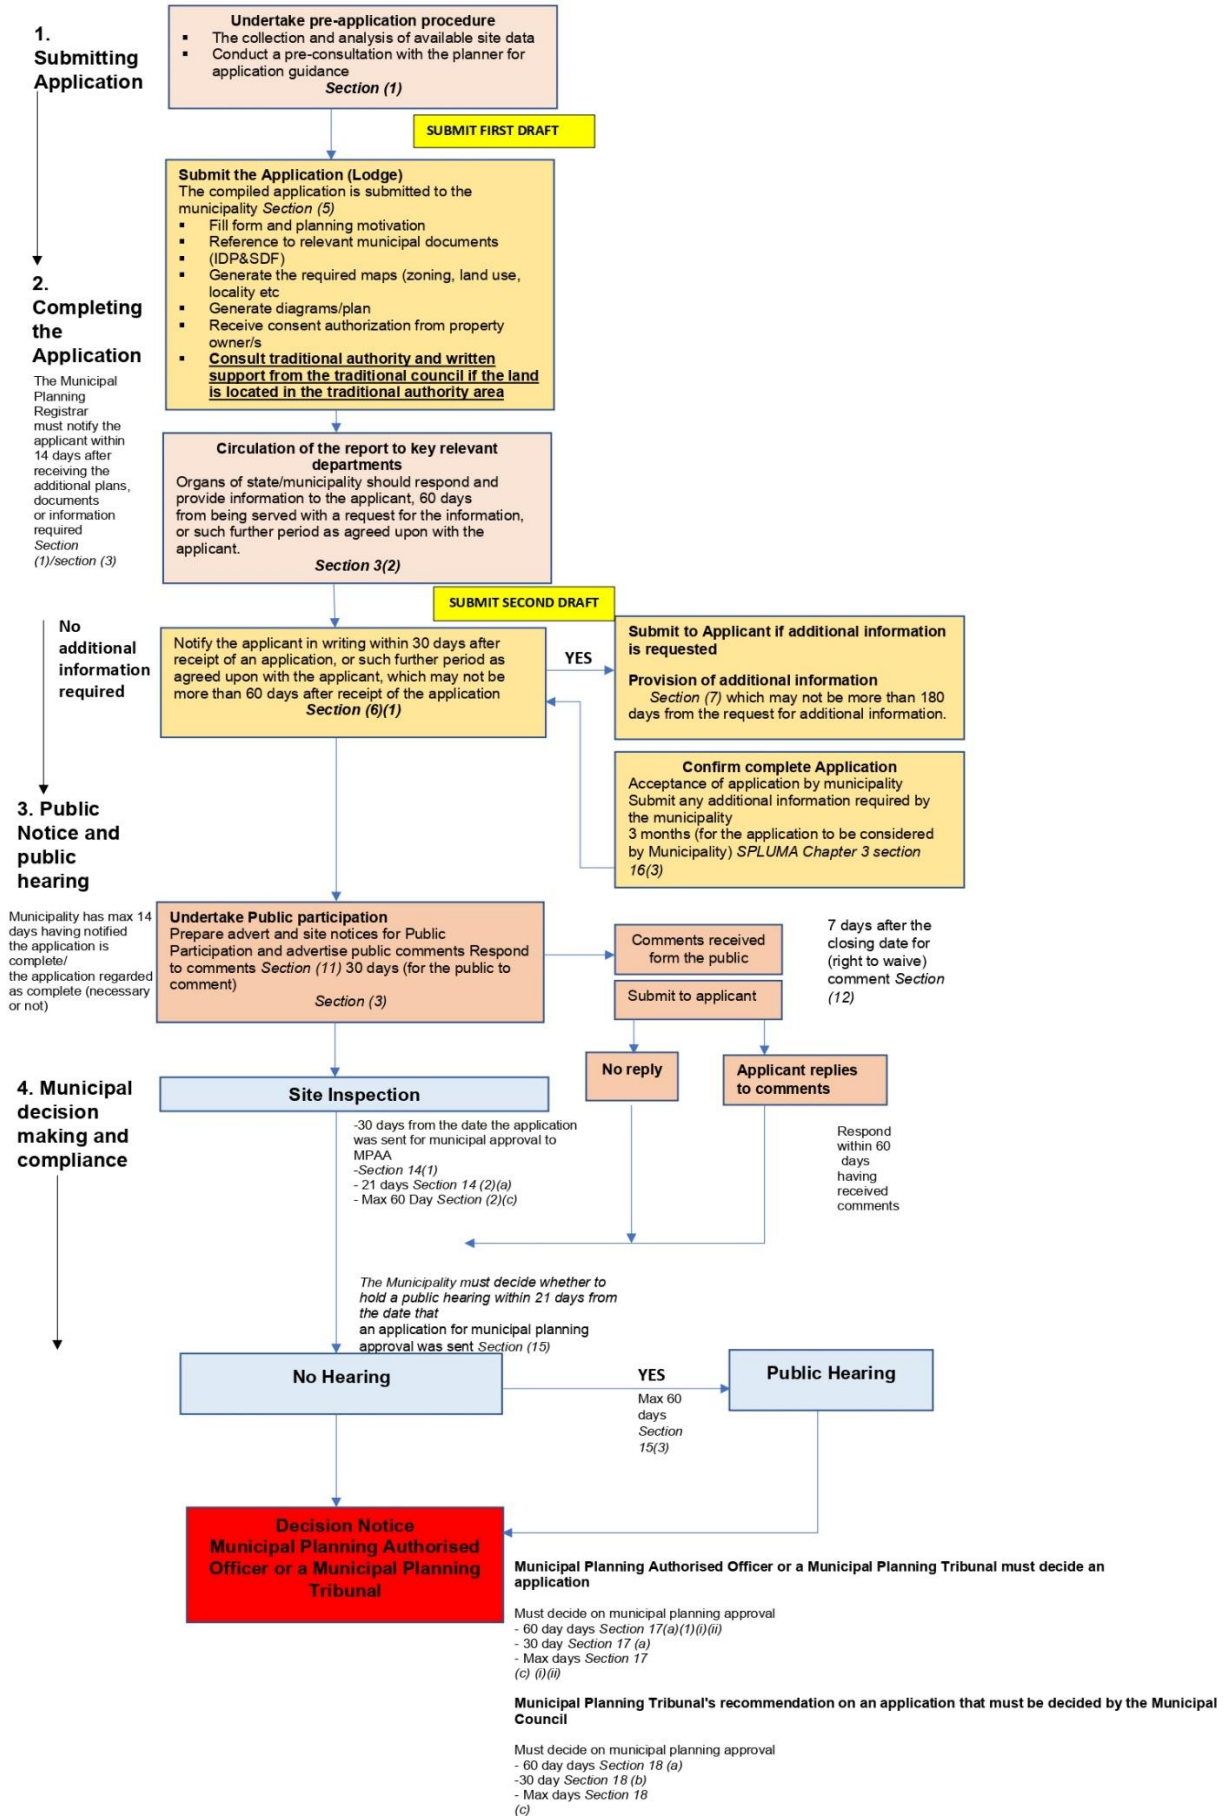 1.
Submitting
Application
Undertake pre-application procedure
▪ The collection and analysis of available site data
▪ Conduct a pre-consultation with the planner for
application guidance
Section (1)
SUBMIT FIRST DRAFT
Submit the Application (Lodge)
The compiled application is submitted to the
municipality Section (5)
▪ Fill form and planning motivation
▪ Reference to relevant municipal documents
▪ (IDP&SDF)
▪ Generate the required maps (zoning, land use,
locality etc
▪ Generate diagrams/plan
▪ Receive consent authorization from property
owner/s
▪ Consult traditional authority and written
support from the traditional council if the land
is located in the traditional authority area
2.
Completing
the
Application
The Municipal
Planning
Registrar
must notify the
applicant within
14 days after
receiving the
additional plans,
documents
or information
required
Section
(1)/section (3)
Circulation of the report to key relevant
departments
Organs of state/municipality should respond and
provide information to the applicant, 60 days
from being served with a request for the information,
or such further period as agreed upon with the
applicant.
Section 3(2)
SUBMIT SECOND DRAFT
No
additional
information
required
Notify the applicant in writing within 30 days after
receipt of an application, or such further period as
agreed upon with the applicant, which may not be
more than 60 days after receipt of the application
Section (6)(1)
YES
Submit to Applicant if additional information
is requested
Provision of additional information
Section (7) which may not be more than 180
days from the request for additional information.
Confirm complete Application
Acceptance of application by municipality
Submit any additional information required by
the municipality
3 months (for the application to be considered
by Municipality) SPLUMA Chapter 3 section
16(3)
3. Public
Notice and
public
hearing
Municipality has max 14
days having notified
the application is
complete/
the application regarded
as complete (necessary
or not)
Undertake Public participation
Prepare advert and site notices for Public
Participation and advertise public comments Respond
to comments Section (11) 30 days (for the public to
comment)
Section (3)
Comments received
form the public
Submit to applicant
7 days after the
closing date for
(right to waive)
comment Section
(12)
No reply
Applicant replies
to comments
Respond
within 60
days
having
received
comments
4. Municipal
decision
making and
compliance
Site Inspection
-30 days from the date the application
was sent for municipal approval to
MPAA
-Section 14(1)
- 21 days Section 14 (2)(a)
- Max 60 Day Section (2)(c)
The Municipality must decide whether to
hold a public hearing within 21 days from
the date that
an application for municipal planning
approval was sent Section (15)
No Hearing
YES
Max 60
days
Section
15(3)
Public Hearing
Decision Notice
Municipal Planning Authorised
Officer or a Municipal Planning
Tribunal
Municipal Planning Authorised Officer or a Municipal Planning Tribunal must decide an
application
Must decide on municipal planning approval
- 60 day days Section 17(a)(1)(i)(ii)
- 30 day Section 17 (a)
- Max days Section 17
(c) (i)(ii)
Municipal Planning Tribunal's recommendation on an application that must be decided by the Municipal
Council
Must decide on municipal planning approval
- 60 day days Section 18 (a)
-30 day Section 18 (b)
- Max days Section 18
(c)